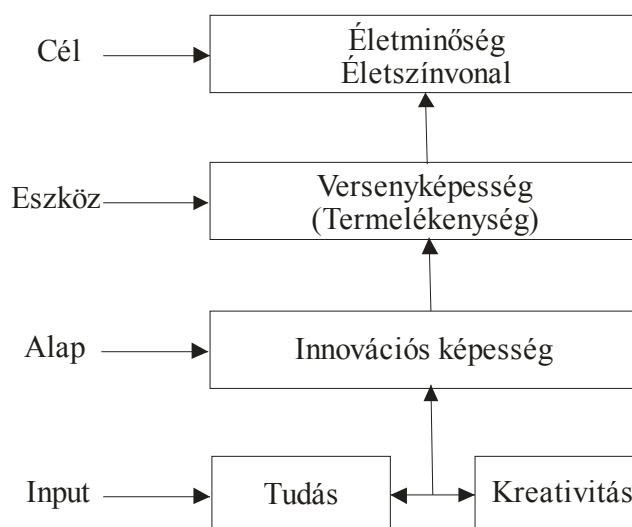 Cél
Életminőség
Életszínvonal
Eszköz
Versenyképesség
(Termelékenység)
Alap
Innovációs képesség
Input
Tudás
Kreativitás